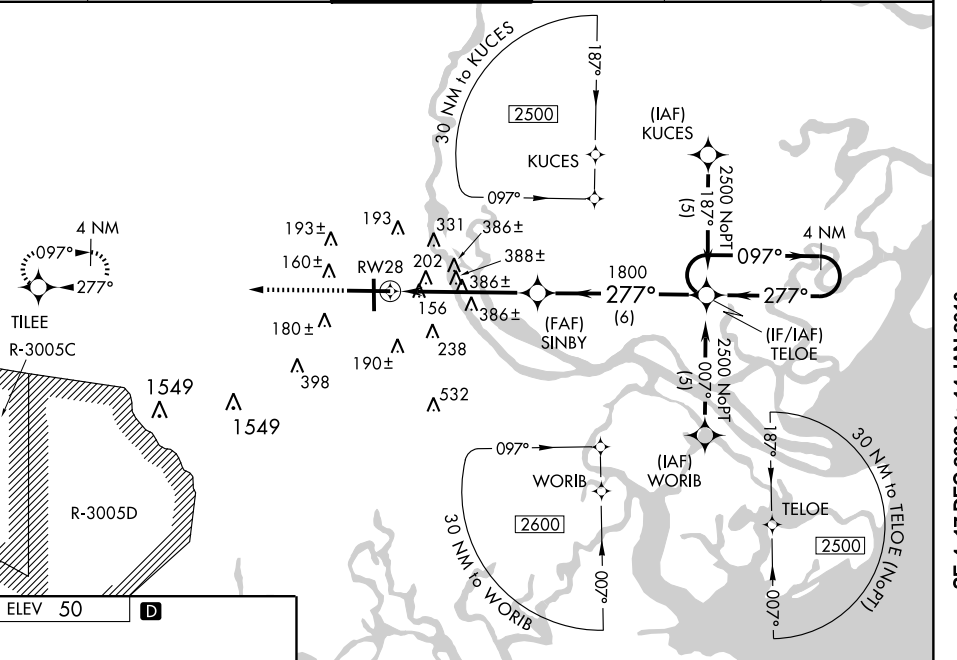 30 NM to KUCES
187°
2500
KUCES
097°
(IAF)
KUCES
2500 NoPT
187°
(5)
4 NM
097°
277°
TILEE
R-3005C
193±
193
331
386±
388±
160±
RW28
202
386±
156
386±
180±
190±
238
398
532
1549
1549
1800
277°
(6)
(FAF)
SINBY
097°
4 NM
277°
(IF/IAF)
TELOE
2500 NoPT
007°
(5)
(IAF)
WORIB
097°
WORIB
2600
007°
30 NM to WORIB
187°
TELOE
2500
007°
30 NM to TELOE (NoPT)
R-3005D
ELEV 50
D